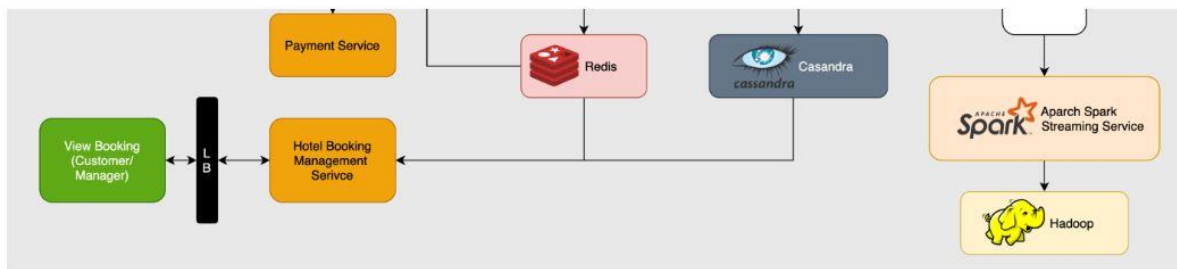 Payment Service
Redis
cassandra
Casandra
APACHE
Spark
Aparch Spark
Streaming Service
View Booking
(Customer/
Manager)
L
B
Hotel Booking
Management
Serivce
Hadoop